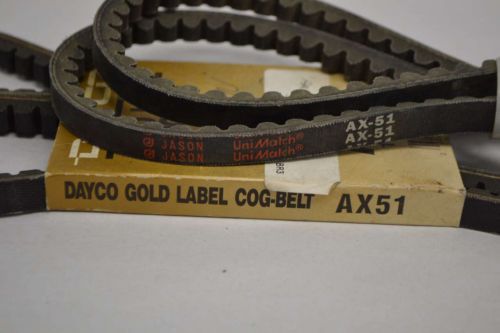 JASON UniMatch® AX-51
JASON UniMatch® AX-51
DAYCO GOLD LABEL COG-BELT AX51